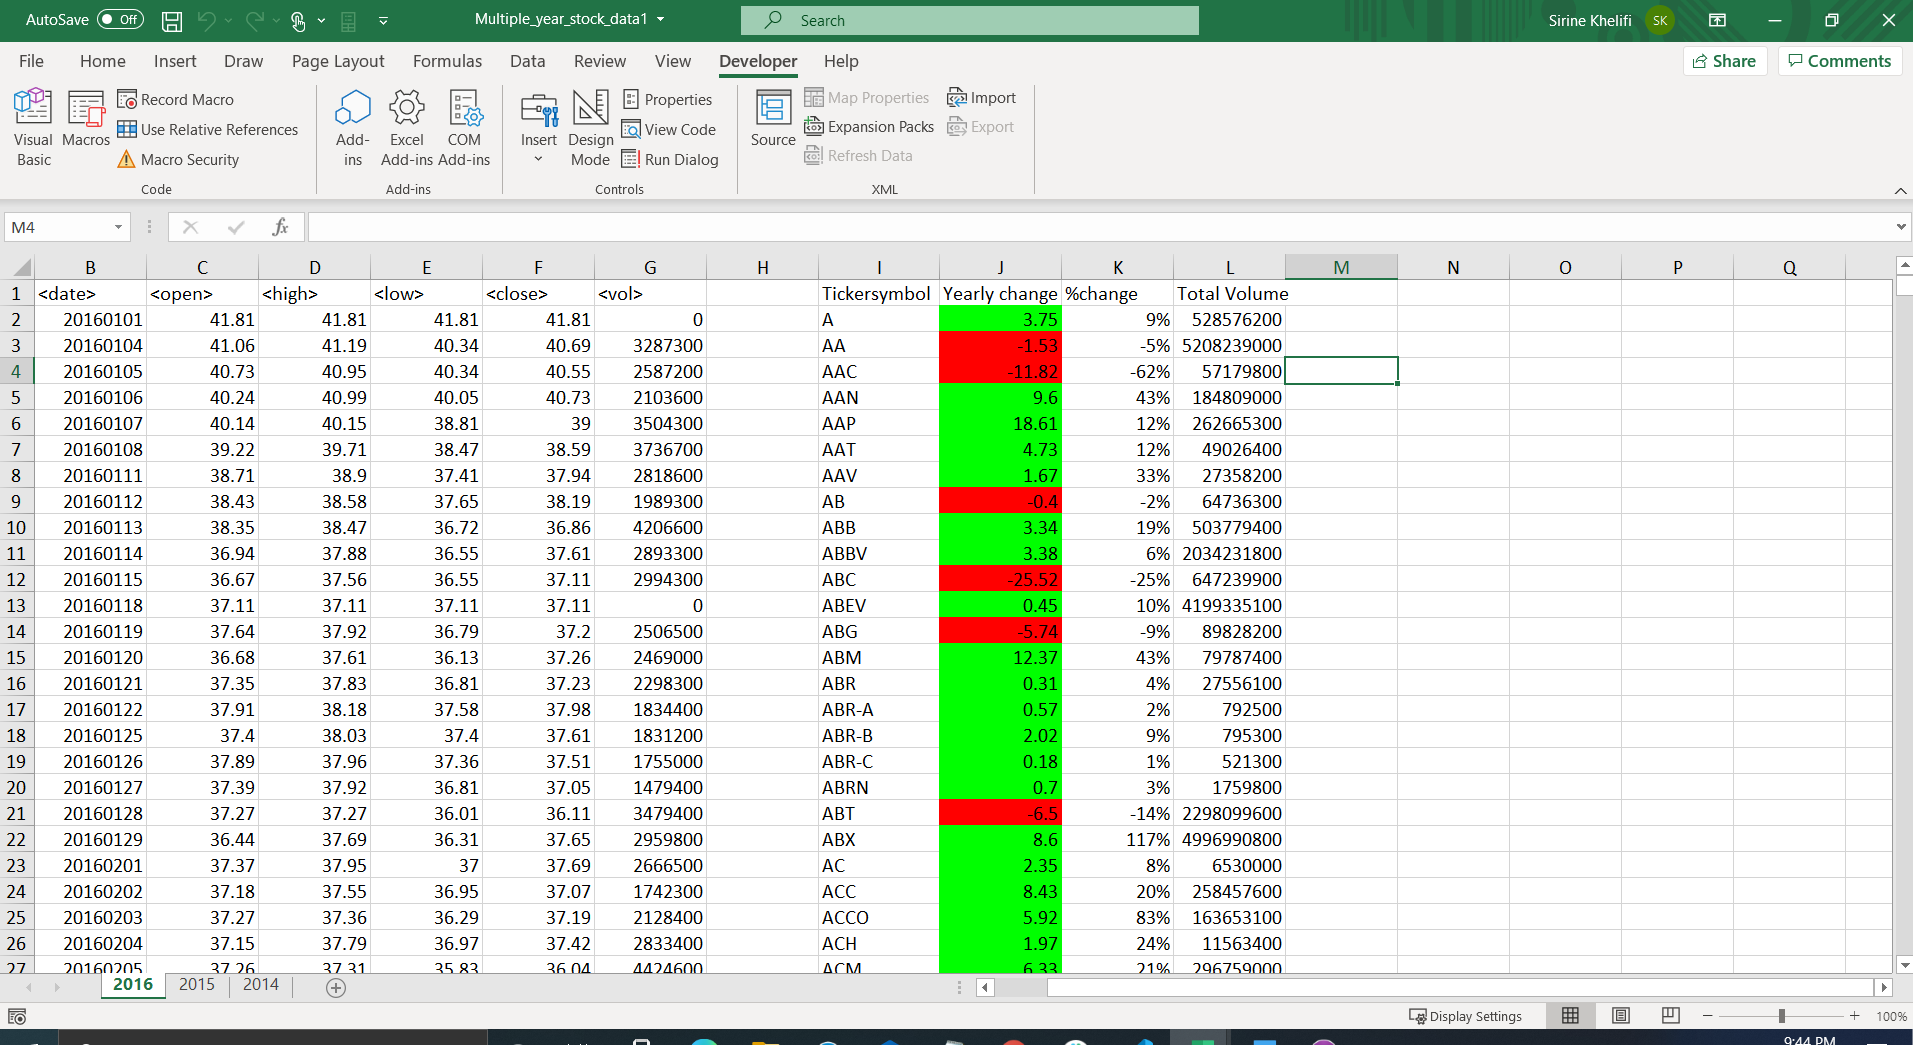 AutoSave Off Multiple_year_stock_data1 Search Sirine Khelifi SK
File Home Insert Draw Page Layout Formulas Data Review View Developer Help Share Comments
Visual Basic
Macros
Record Macro
Use Relative References
Macro Security
Code
Add-ins
Excel Add-ins
COM Add-ins
Add-ins
Insert
Design Mode
Properties
View Code
Run Dialog
Controls
Source
Map Properties
Expansion Packs
Refresh Data
Import
Export
XML
M4 fx
B C D E F G H I J K L M N O P Q
1 <date> <open> <high> <low> <close> <vol> Tickersymbol Yearly change %change Total Volume
2 20160101 41.81 41.81 41.81 41.81 0 A 3.75 9% 528576200
3 20160104 41.06 41.19 40.34 40.69 3287300 AA -1.53 -5% 5208239000
4 20160105 40.73 40.95 40.34 40.55 2587200 AAC -11.82 -62% 57179800
5 20160106 40.24 40.99 40.05 40.73 2103600 AAN 9.6 43% 184809000
6 20160107 40.14 40.15 38.81 39 3504300 AAP 18.61 12% 262665300
7 20160108 39.22 39.71 38.47 38.59 3736700 AAT 4.73 12% 49026400
8 20160111 38.71 38.9 37.41 37.94 2818600 AAV 1.67 33% 27358200
9 20160112 38.43 38.58 37.65 38.19 1989300 AB -0.4 -2% 64736300
10 20160113 38.35 38.47 36.72 36.86 4206600 ABB 3.34 19% 503779400
11 20160114 36.94 37.88 36.55 37.61 2893300 ABBV 3.38 6% 2034231800
12 20160115 36.67 37.56 36.55 37.11 2994300 ABC -25.52 -25% 647239900
13 20160118 37.11 37.11 37.11 37.11 0 ABEV 0.45 10% 4199335100
14 20160119 37.64 37.92 36.79 37.2 2506500 ABG -5.74 -9% 89828200
15 20160120 36.68 37.61 36.13 37.26 2469000 ABM 12.37 43% 79787400
16 20160121 37.35 37.83 36.81 37.23 2298300 ABR 0.31 4% 27556100
17 20160122 37.91 38.18 37.58 37.98 1834400 ABR-A 0.57 2% 792500
18 20160125 37.4 38.03 37.4 37.61 1831200 ABR-B 2.02 9% 795300
19 20160126 37.89 37.96 37.36 37.51 1755000 ABR-C 0.18 1% 521300
20 20160127 37.39 37.92 36.81 37.05 1479400 ABRN 0.7 3% 1759800
21 20160128 37.27 37.27 36.01 36.11 3479400 ABT -6.5 -14% 2298099600
22 20160129 36.44 37.69 36.31 37.65 2959800 ABX 8.6 117% 4996990800
23 20160201 37.37 37.95 37 37.69 2666500 AC 2.35 8% 6530000
24 20160202 37.18 37.55 36.95 37.07 1742300 ACC 8.43 20% 258457600
25 20160203 37.27 37.36 36.29 37.19 2128400 ACCO 5.92 83% 163653100
26 20160204 37.15 37.79 36.97 37.42 2833400 ACH 1.97 24% 11563400
27 20160205 37.26 37.31 35.83 36.04 4424600 ACM 6.33 21% 296759000
2016 2015 2014
Display Settings 100%
9:44 PM